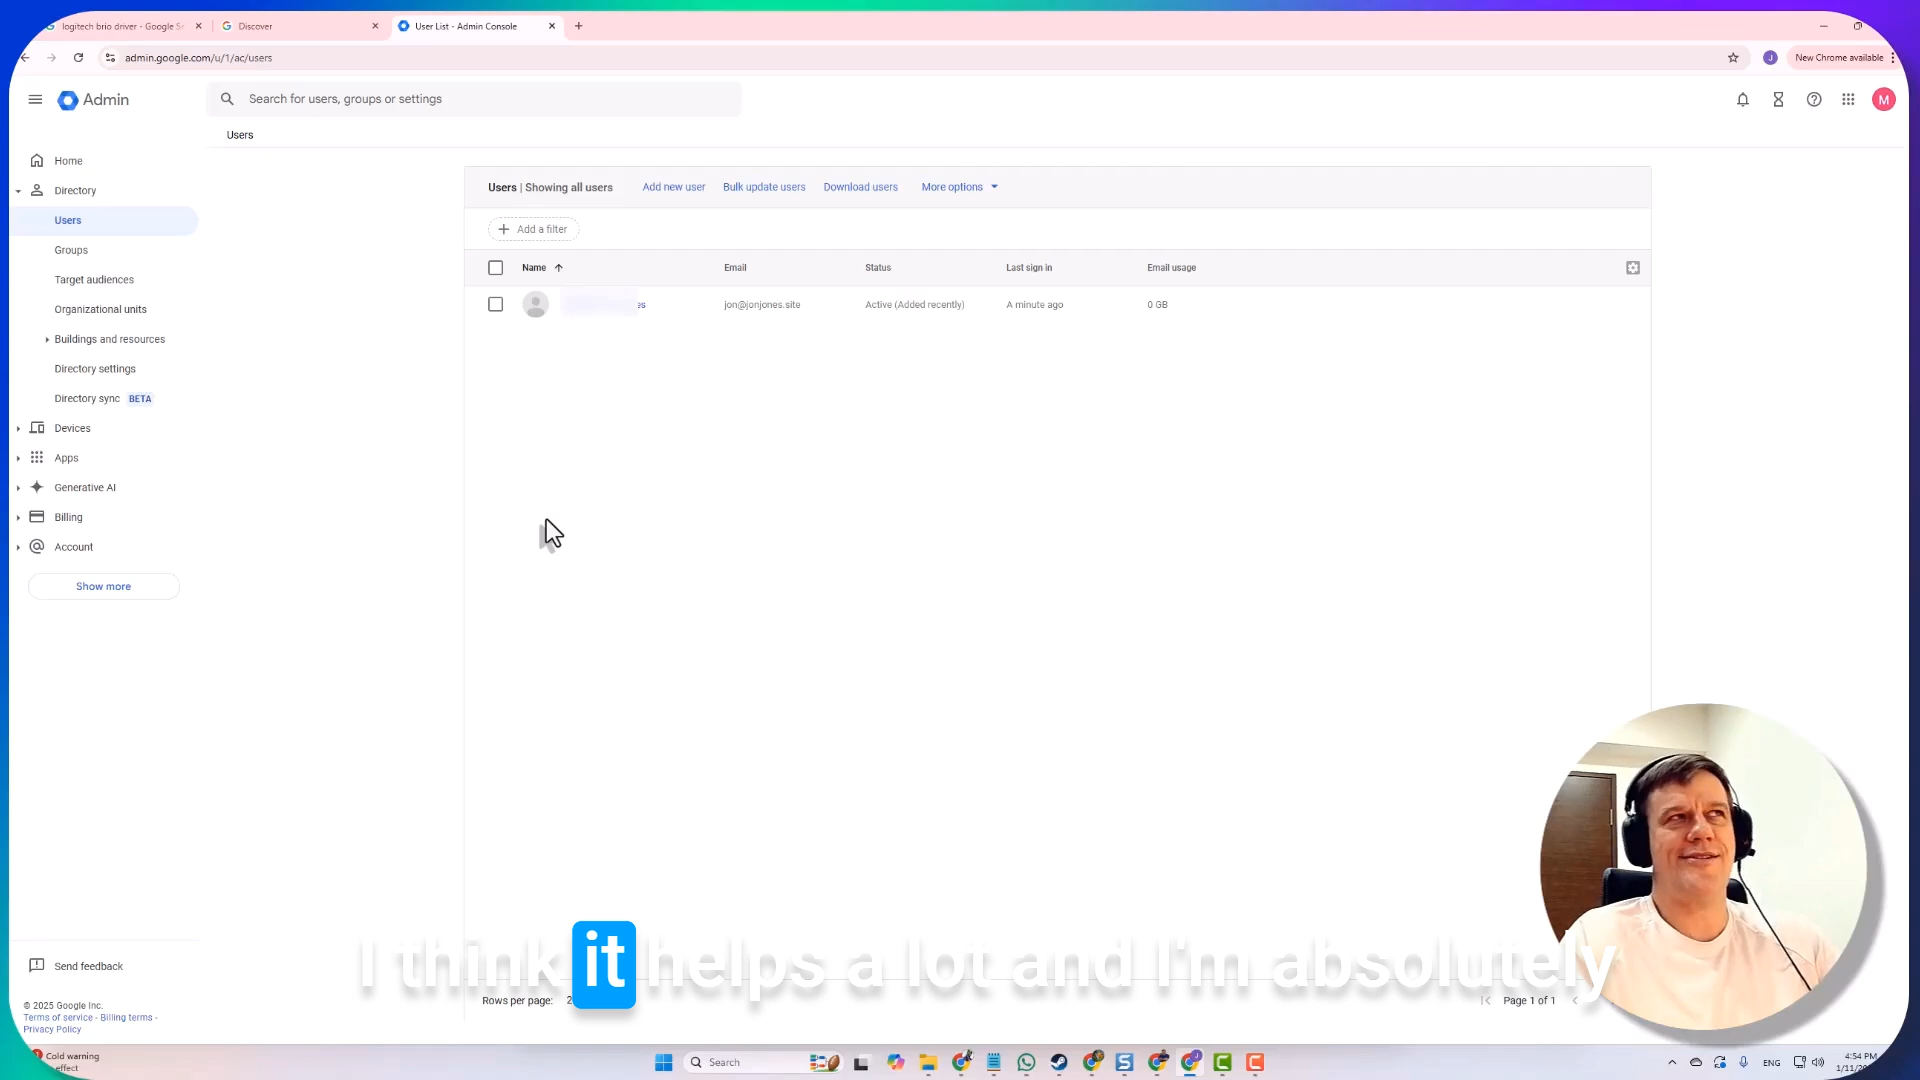 logitech brio driver - Google Se
Discover
User List - Admin Console
admin.google.com/u/1/ac/users
J
New Chrome available
Admin
Search for users, groups or settings
M
Users
Home
Directory
Users
Groups
Target audiences
Organizational units
Buildings and resources
Directory settings
Directory sync BETA
Devices
Apps
Generative AI
Billing
Account
Show more
Users | Showing all users
Add new user
Bulk update users
Download users
More options
Add a filter
Name
Email
Status
Last sign in
Email usage
jon@jonjones.site
Active (Added recently)
A minute ago
0 GB
I think it helps a lot and I'm absolutely
Rows per page:
Page 1 of 1
Send feedback
© 2025 Google Inc.
Terms of service - Billing terms -
Privacy Policy
Cold warning
effect
Search
ENG
4:54 PM